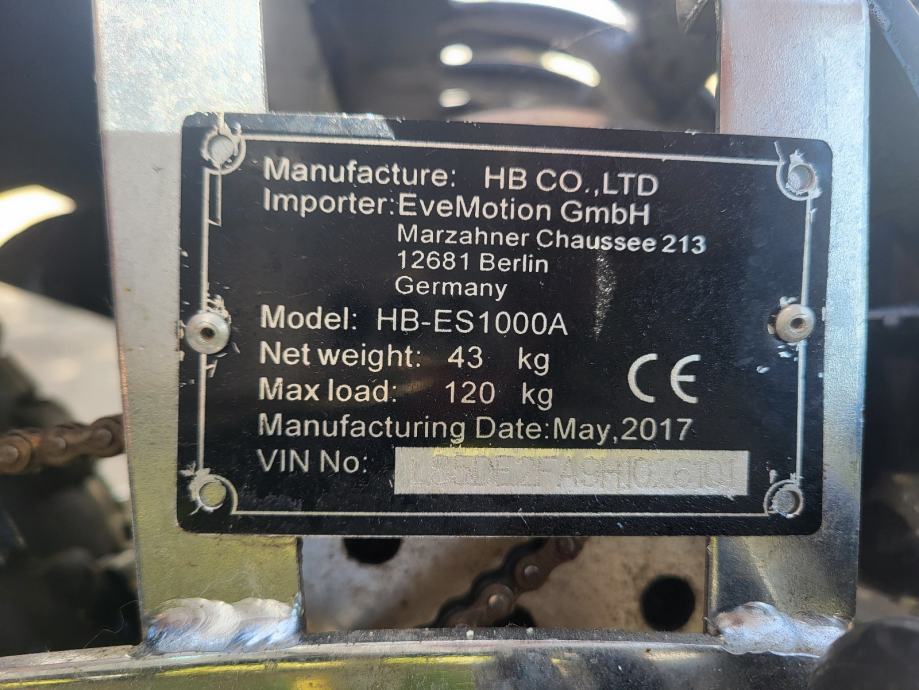 Manufacture: HB CO.,LTD
Importer:EveMotion GmbH
Marzahner Chaussee 213
12681 Berlin
Germany
Model: HB-ES1000A
Net weight: 43 kg
Max load: 120 kg
CE
Manufacturing Date:May,2017
VIN No: